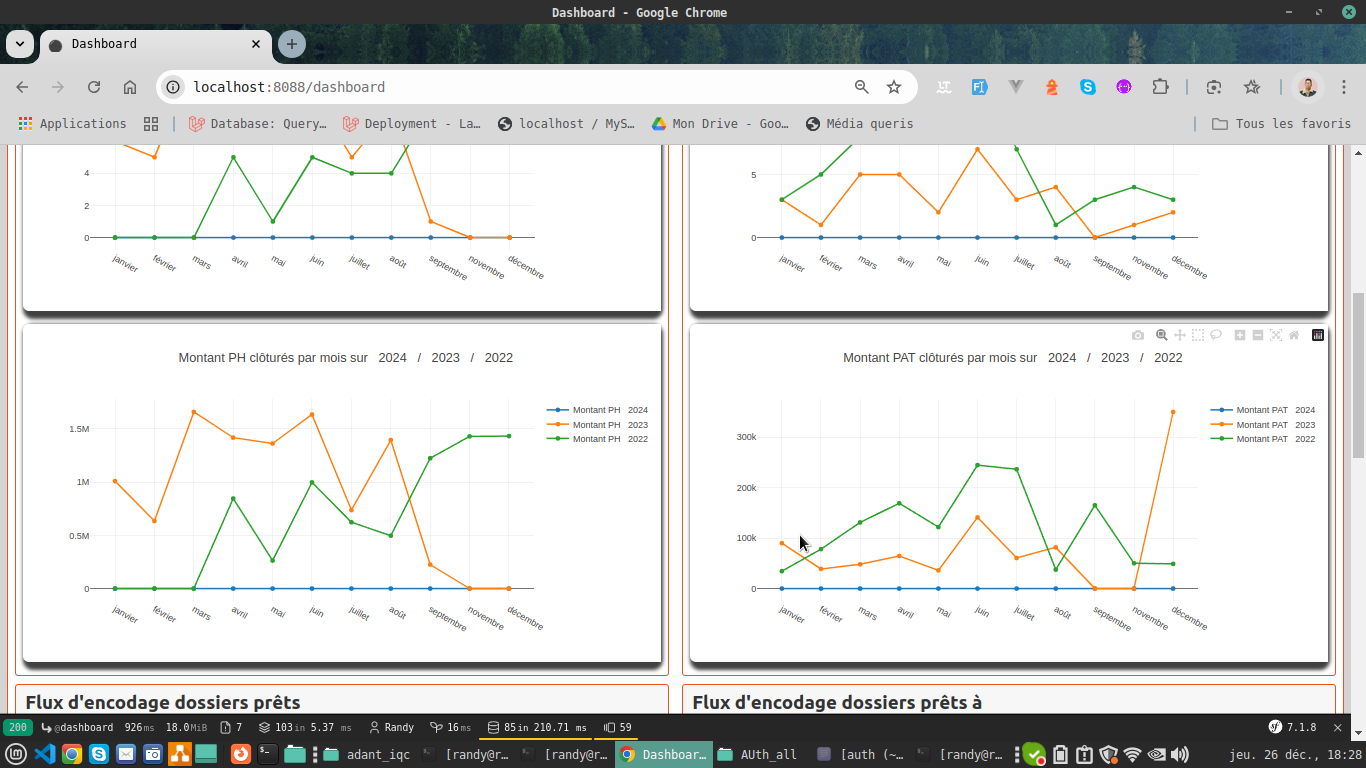 Dashboard - Google Chrome
Dashboard
localhost:8088/dashboard
LT
Applications
Database: Query…
Deployment - La…
localhost / MyS…
Mon Drive - Goo…
Média queris
Tous les favoris
4
2
0
janvier février mars avril mai juin juillet août septembre novembre décembre
5
0
janvier février mars avril mai juin juillet août septembre novembre décembre
Montant PH clôturés par mois sur 2024 / 2023 / 2022
Montant PH 2024
Montant PH 2023
Montant PH 2022
1.5M
1M
0.5M
0
janvier février mars avril mai juin juillet août septembre novembre décembre
Montant PAT clôturés par mois sur 2024 / 2023 / 2022
Montant PAT 2024
Montant PAT 2023
Montant PAT 2022
300k
200k
100k
0
janvier février mars avril mai juin juillet août septembre novembre décembre
Flux d'encodage dossiers prêts
Flux d'encodage dossiers prêts à
200 @dashboard 926 ms 18.0 MiB 7 103 in 5.37 ms Randy 16 ms 85 in 210.71 ms 59 7.1.8
adant_iqc [randy@r… [randy@r… Dashboar… AUth_all [auth (~… [randy@r… jeu. 26 déc., 18:28